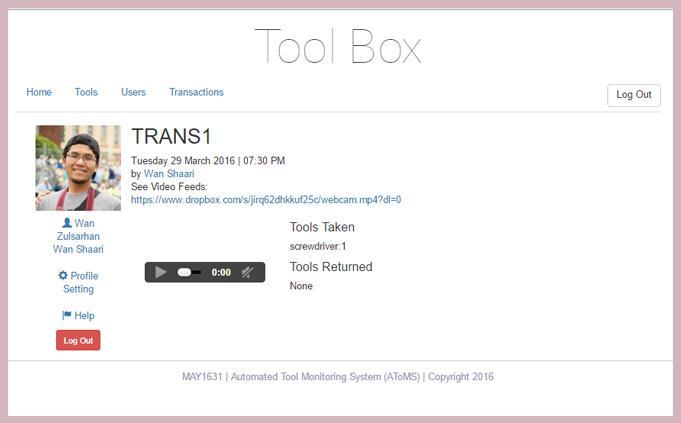 Tool Box
Home Tools Users Transactions Log Out
TRANS1
Tuesday 29 March 2016 | 07:30 PM
by Wan Shaari
See Video Feeds:
https://www.dropbox.com/s/jirq62dhkkuf25c/webcam.mp4?dl=0
Wan
Zulsarhan
Wan Shaari
Profile
Setting
Help
Log Out
0:00
Tools Taken
screwdriver:1
Tools Returned
None
MAY1631 | Automated Tool Monitoring System (AToMS) | Copyright 2016